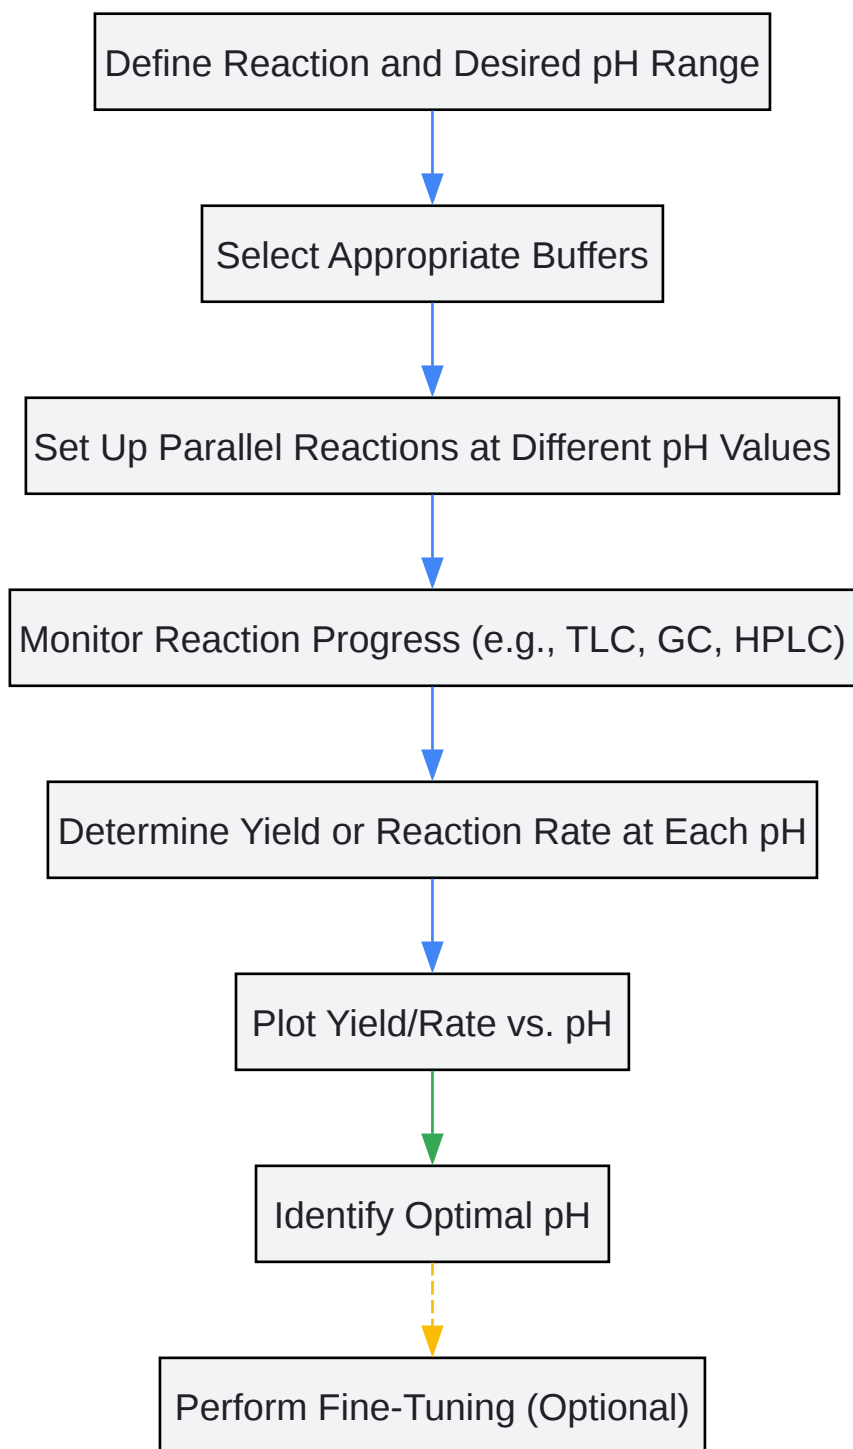 Define Reaction and Desired pH Range
Select Appropriate Buffers
Set Up Parallel Reactions at Different pH Values
Monitor Reaction Progress (e.g., TLC, GC, HPLC)
Determine Yield or Reaction Rate at Each pH
Plot Yield/Rate vs. pH
Identify Optimal pH
Perform Fine-Tuning (Optional)